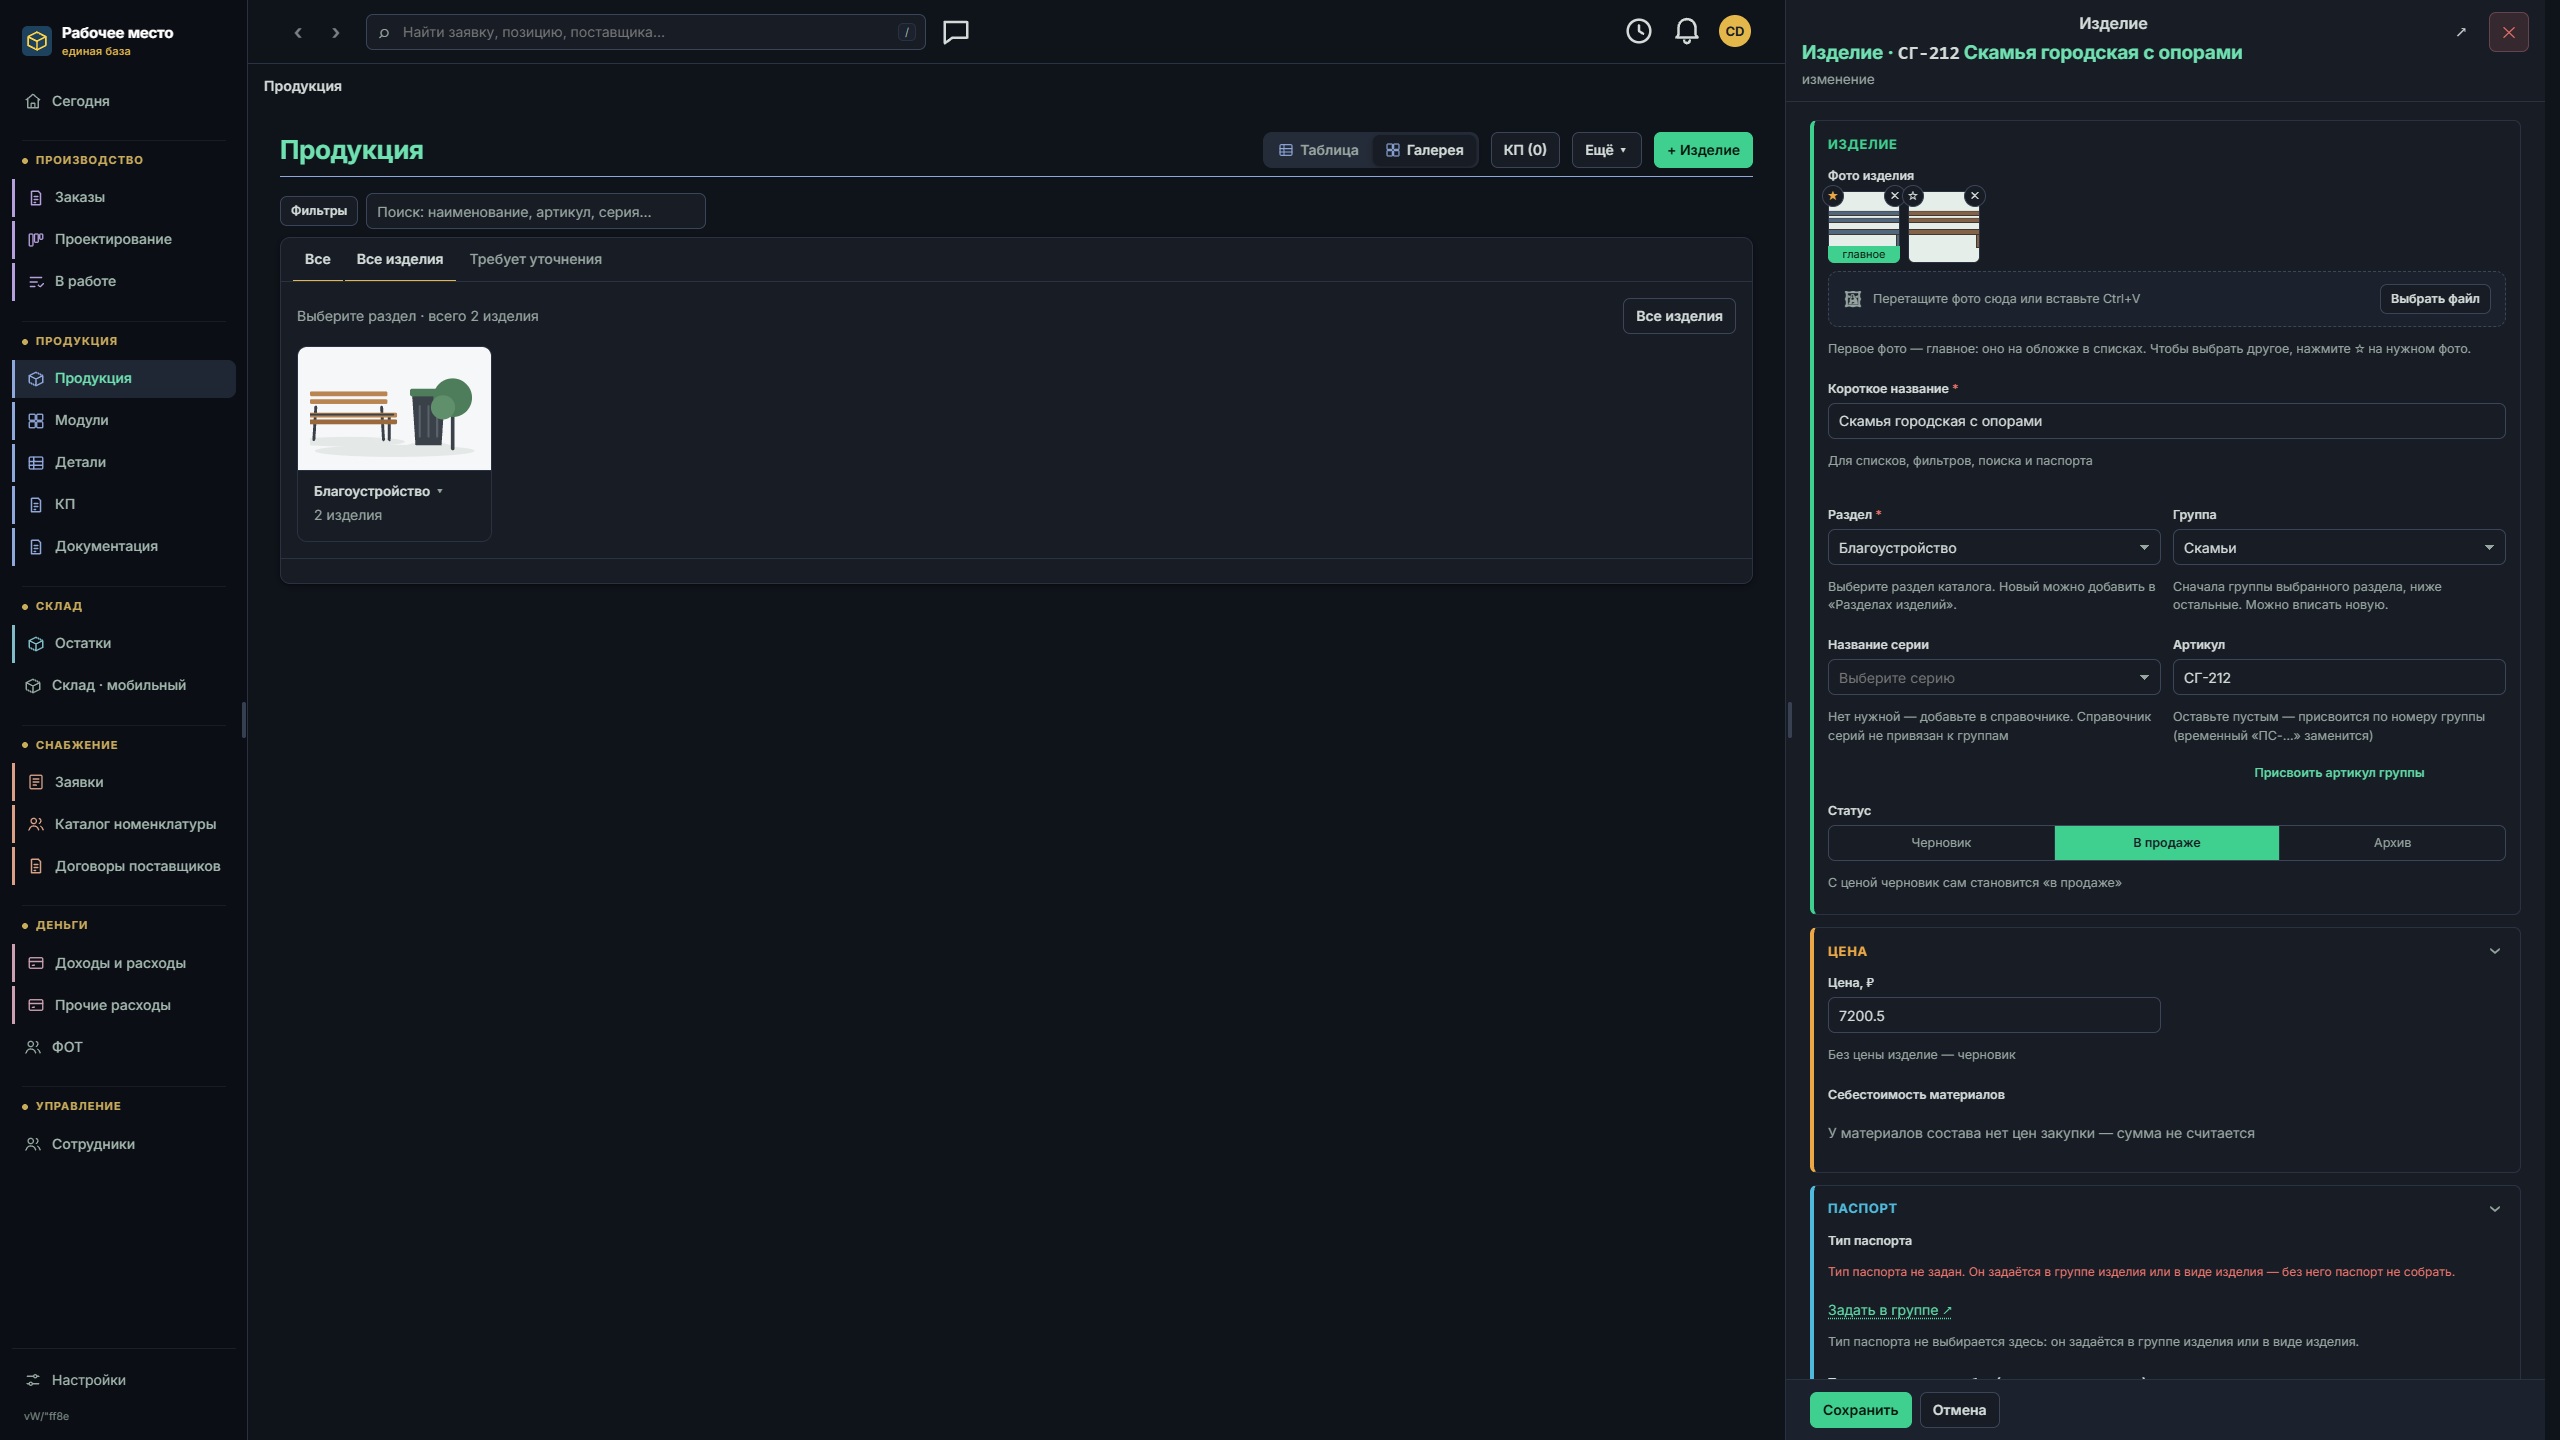 Рабочее место
единая база
Сегодня
ПРОИЗВОДСТВО
Заказы
Проектирование
В работе
ПРОДУКЦИЯ
Продукция
Модули
Детали
КП
Документация
СКЛАД
Остатки
Склад · мобильный
СНАБЖЕНИЕ
Заявки
Каталог номенклатуры
Договоры поставщиков
ДЕНЬГИ
Доходы и расходы
Прочие расходы
ФОТ
УПРАВЛЕНИЕ
Сотрудники
Настройки
vW/"ff8e
Найти заявку, позицию, поставщика... /
CD
Продукция
Продукция
Таблица Галерея КП (0) Ещё + Изделие
Фильтры Поиск: наименование, артикул, серия...
Все Все изделия Требует уточнения
Выберите раздел · всего 2 изделия Все изделия
Благоустройство
2 изделия
Изделие
Изделие · СГ-212 Скамья городская с опорами
изменение
ИЗДЕЛИЕ
Фото изделия
главное
Перетащите фото сюда или вставьте Ctrl+V Выбрать файл
Первое фото — главное: оно на обложке в списках. Чтобы выбрать другое, нажмите ☆ на нужном фото.
Короткое название *
Скамья городская с опорами
Для списков, фильтров, поиска и паспорта
Раздел * Группа
Благоустройство Скамьи
Выберите раздел каталога. Новый можно добавить в Сначала группы выбранного раздела, ниже
«Разделах изделий». остальные. Можно вписать новую.
Название серии Артикул
Выберите серию СГ-212
Нет нужной — добавьте в справочнике. Справочник Оставьте пустым — присвоится по номеру группы
серий не привязан к группам (временный «ПС-...» заменится)
Присвоить артикул группы
Статус
Черновик В продаже Архив
С ценой черновик сам становится «в продаже»
ЦЕНА
Цена, ₽
7200.5
Без цены изделие — черновик
Себестоимость материалов
У материалов состава нет цен закупки — сумма не считается
ПАСПОРТ
Тип паспорта
Тип паспорта не задан. Он задаётся в группе изделия или в виде изделия — без него паспорт не собрать.
Задать в группе ↗
Тип паспорта не выбирается здесь: он задаётся в группе изделия или в виде изделия.
Сохранить Отмена